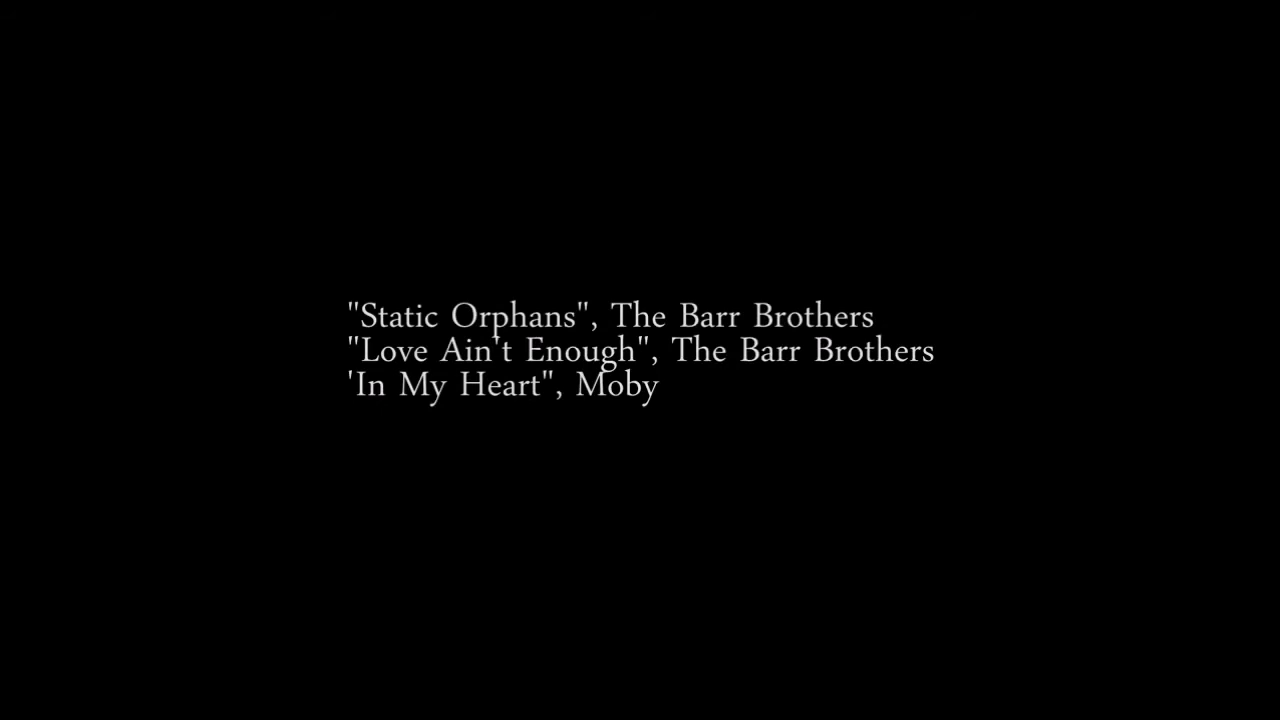 "Static Orphans", The Barr Brothers
"Love Ain't Enough", The Barr Brothers
'In My Heart", Moby